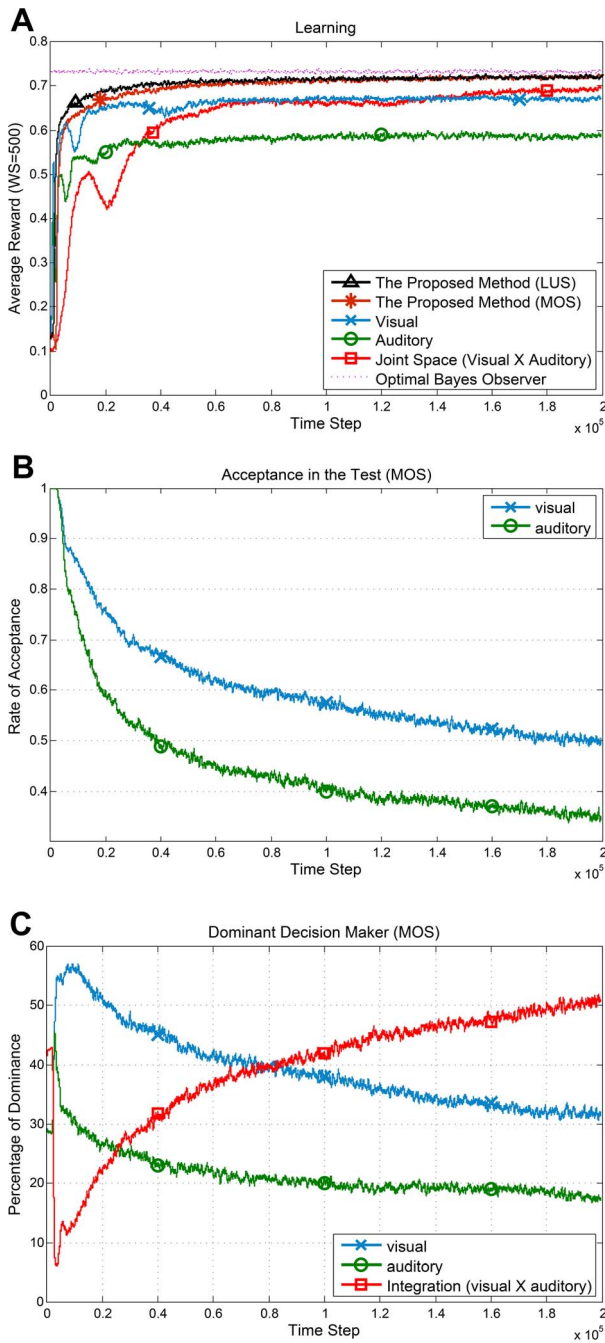 A
Learning
0.8
0.7
0.6
0.5
0.4
0.3
0.2
0.1
0
Average Reward (WS=500)
The Proposed Method (LUS)
The Proposed Method (MOS)
Visual
Auditory
Joint Space (Visual X Auditory)
Optimal Bayes Observer
0 0.2 0.4 0.6 0.8 1 1.2 1.4 1.6 1.8 2
Time Step
x 10⁵
B
Acceptance in the Test (MOS)
1
0.9
0.8
0.7
0.6
0.5
0.4
Rate of Acceptance
visual
auditory
0 0.2 0.4 0.6 0.8 1 1.2 1.4 1.6 1.8 2
Time Step
x 10⁵
C
Dominant Decision Maker (MOS)
60
50
40
30
20
10
0
Percentage of Dominance
visual
auditory
Integration (visual X auditory)
0 0.2 0.4 0.6 0.8 1 1.2 1.4 1.6 1.8 2
Time Step
x 10⁵